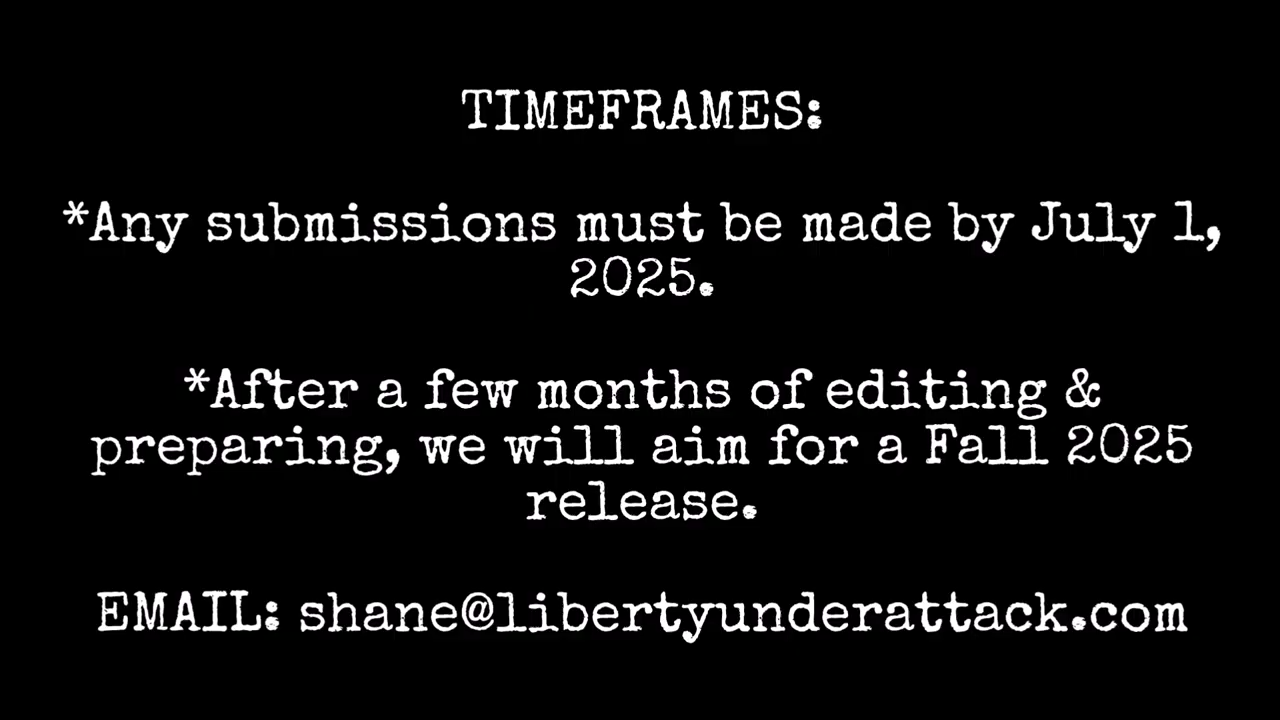 TIMEFRAMES:
*Any submissions must be made by July 1,
2025.
*After a few months of editing &
preparing, we will aim for a Fall 2025
release.
EMAIL: shane@libertyunderattack.com